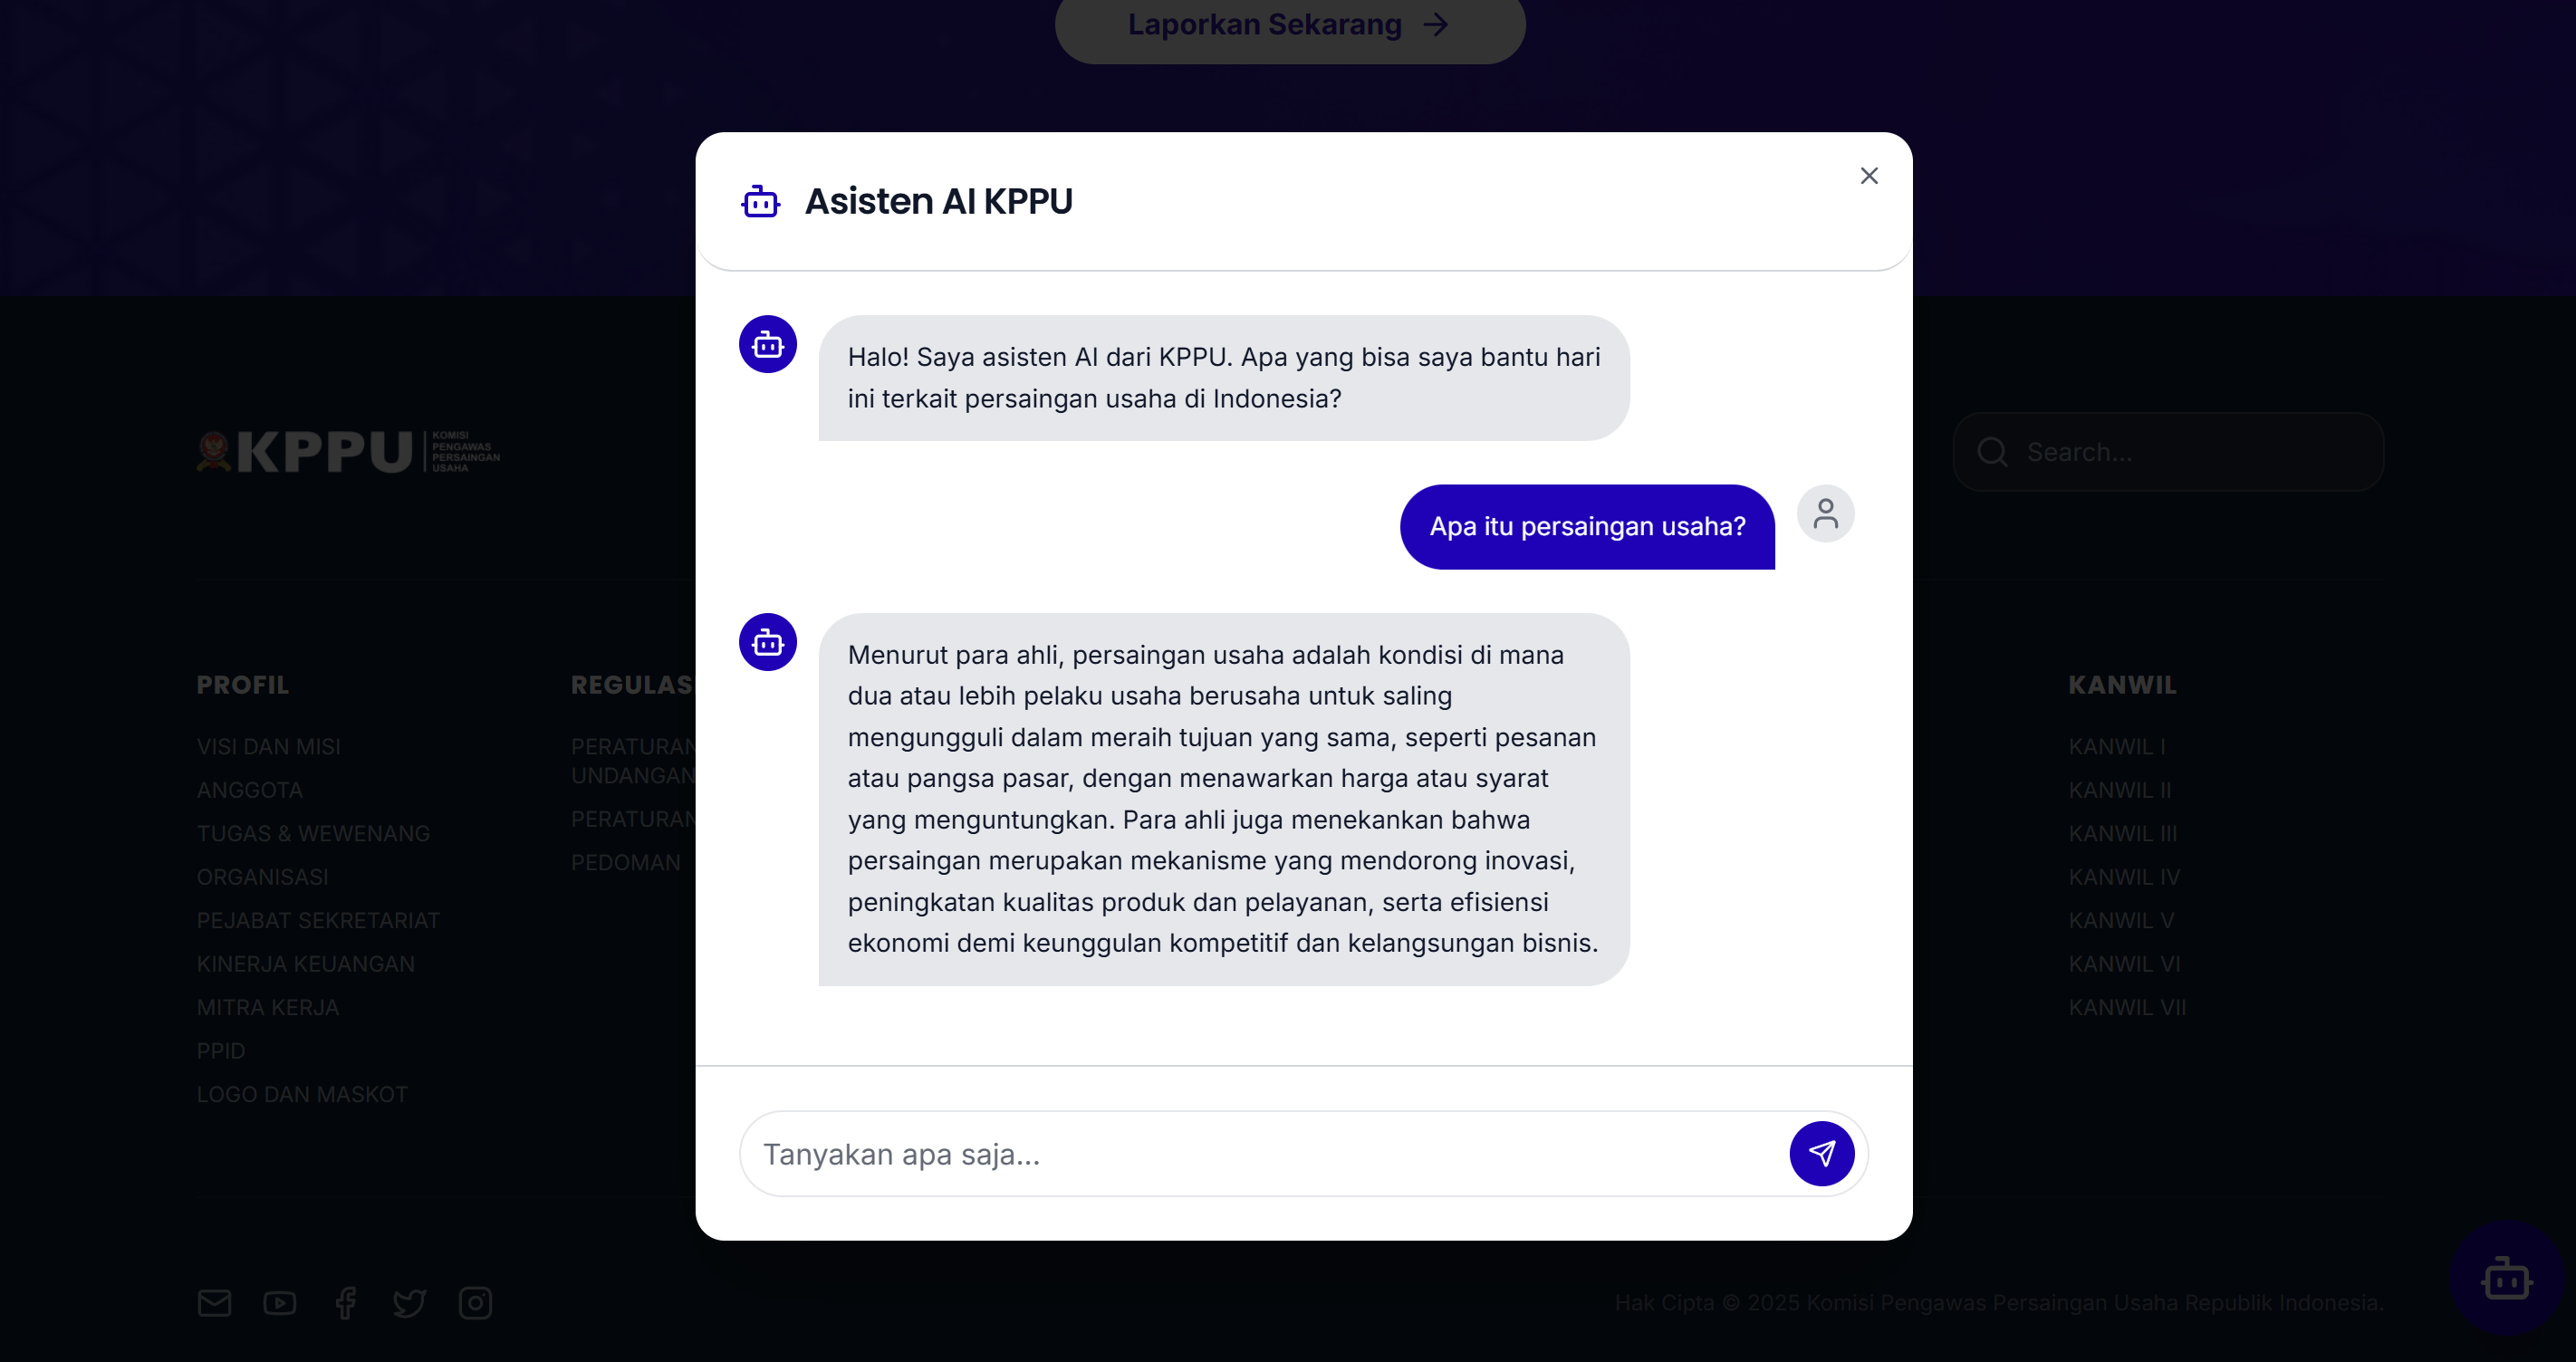 Laporkan Sekarang
Asisten AI KPPU
Halo! Saya asisten AI dari KPPU. Apa yang bisa saya bantu hari
ini terkait persaingan usaha di Indonesia?
Apa itu persaingan usaha?
Menurut para ahli, persaingan usaha adalah kondisi di mana
dua atau lebih pelaku usaha berusaha untuk saling
mengungguli dalam meraih tujuan yang sama, seperti pesanan
atau pangsa pasar, dengan menawarkan harga atau syarat
yang menguntungkan. Para ahli juga menekankan bahwa
persaingan merupakan mekanisme yang mendorong inovasi,
peningkatan kualitas produk dan pelayanan, serta efisiensi
ekonomi demi keunggulan kompetitif dan kelangsungan bisnis.
Tanyakan apa saja...
KPPU
KOMISI
PENGAWAS
PERSAINGAN
USAHA
Search...
PROFIL
VISI DAN MISI
ANGGOTA
TUGAS & WEWENANG
ORGANISASI
PEJABAT SEKRETARIAT
KINERJA KEUANGAN
MITRA KERJA
PPID
LOGO DAN MASKOT
REGULAS
PERATURAN
UNDANGAN
PERATURAN
PEDOMAN
KANWIL
KANWIL I
KANWIL II
KANWIL III
KANWIL IV
KANWIL V
KANWIL VI
KANWIL VII
Hak Cipta © 2025 Komisi Pengawas Persaingan Usaha Republik Indonesia.